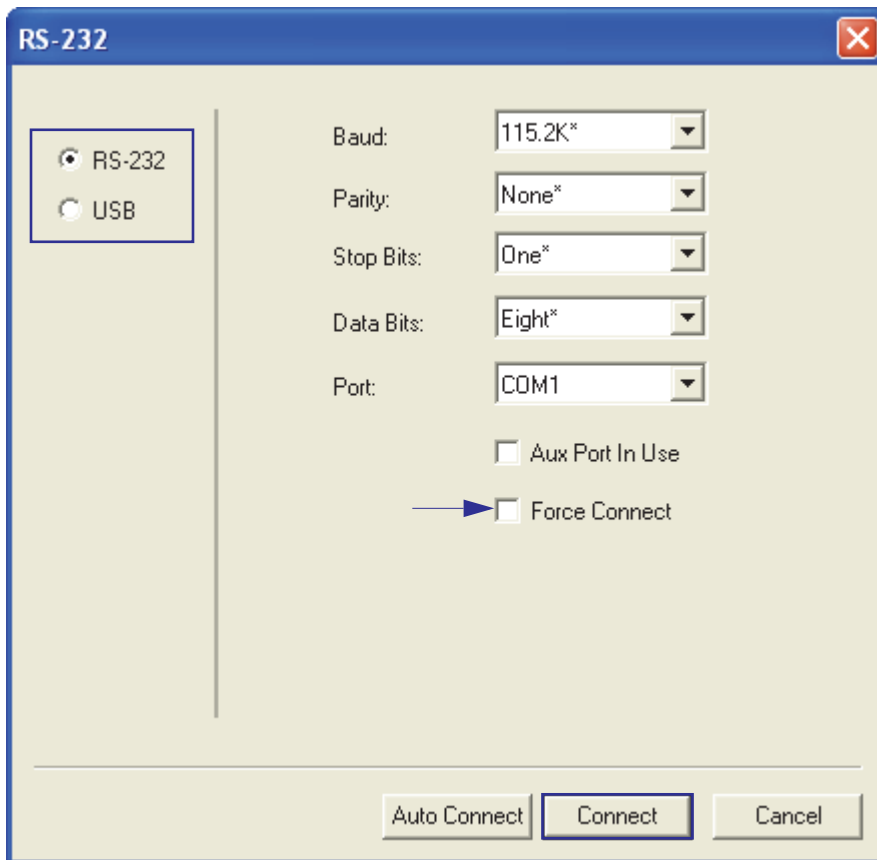 RS-232
RS-232
USB
Baud: 115.2K*
Parity: None*
Stop Bits: One*
Data Bits: Eight*
Port: COM1
Aux Port In Use
Force Connect
Auto Connect Connect Cancel